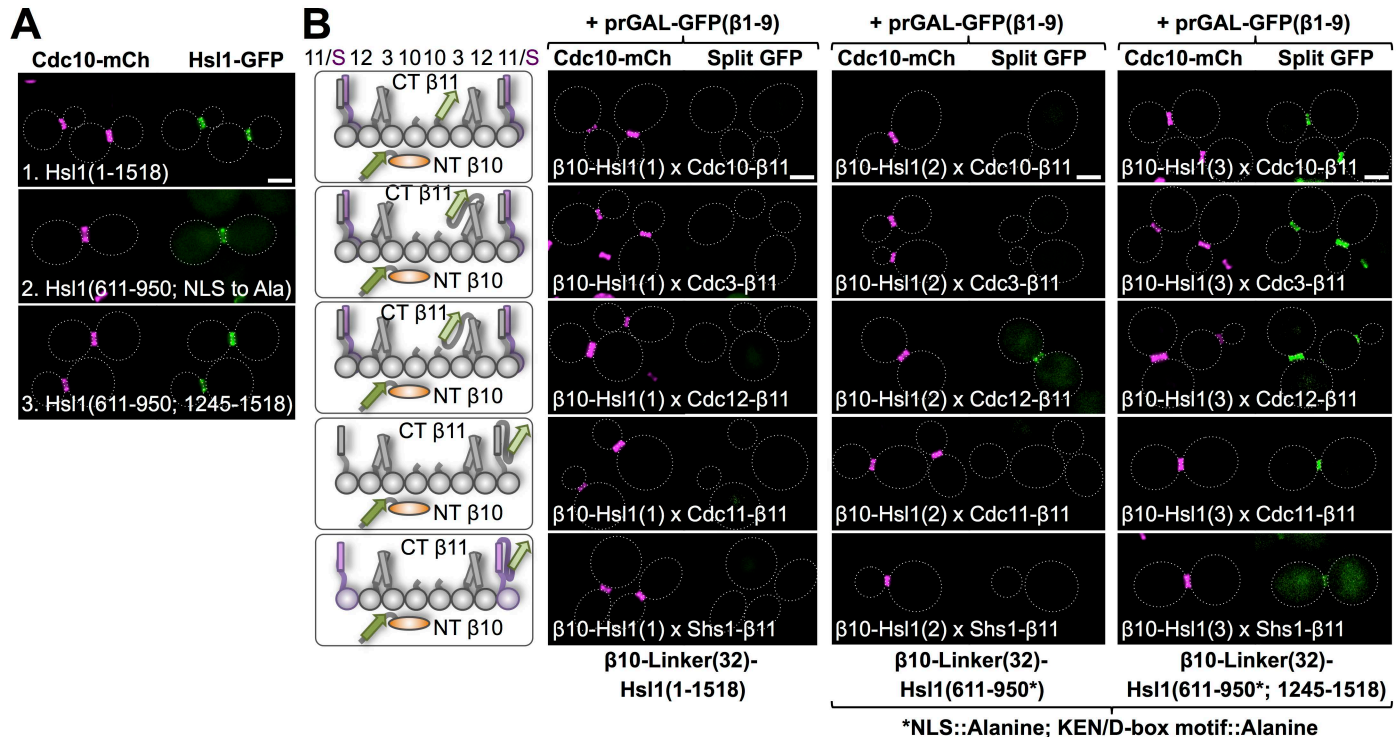 A
Cdc10-mCh Hsl1-GFP
1. Hsl1(1-1518)
2. Hsl1(611-950; NLS to Ala)
3. Hsl1(611-950; 1245-1518)
B
+ prGAL-GFP(β1-9) + prGAL-GFP(β1-9) + prGAL-GFP(β1-9)
11/S 12 3 10 10 3 12 11/S Cdc10-mCh Split GFP Cdc10-mCh Split GFP Cdc10-mCh Split GFP
CT β11
NT β10
β10-Hsl1(1) x Cdc10-β11 β10-Hsl1(2) x Cdc10-β11 β10-Hsl1(3) x Cdc10-β11
CT β11
NT β10
β10-Hsl1(1) x Cdc3-β11 β10-Hsl1(2) x Cdc3-β11 β10-Hsl1(3) x Cdc3-β11
CT β11
NT β10
β10-Hsl1(1) x Cdc12-β11 β10-Hsl1(2) x Cdc12-β11 β10-Hsl1(3) x Cdc12-β11
CT β11
NT β10
β10-Hsl1(1) x Cdc11-β11 β10-Hsl1(2) x Cdc11-β11 β10-Hsl1(3) x Cdc11-β11
CT β11
NT β10
β10-Hsl1(1) x Shs1-β11 β10-Hsl1(2) x Shs1-β11 β10-Hsl1(3) x Shs1-β11
β10-Linker(32)- β10-Linker(32)- β10-Linker(32)-
Hsl1(1-1518) Hsl1(611-950*) Hsl1(611-950*; 1245-1518)
*NLS::Alanine; KEN/D-box motif::Alanine